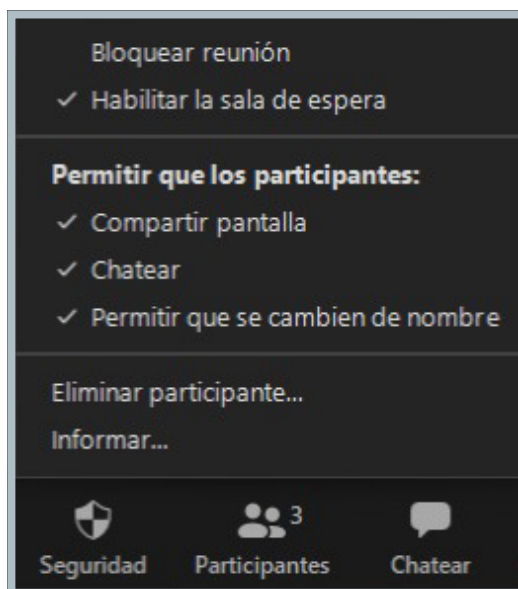 Bloquear reunión
Habilitar la sala de espera
Permitir que los participantes:
Compartir pantalla
Chatear
Permitir que se cambien de nombre
Eliminar participante...
Informar...
3
Seguridad Participantes Chatear